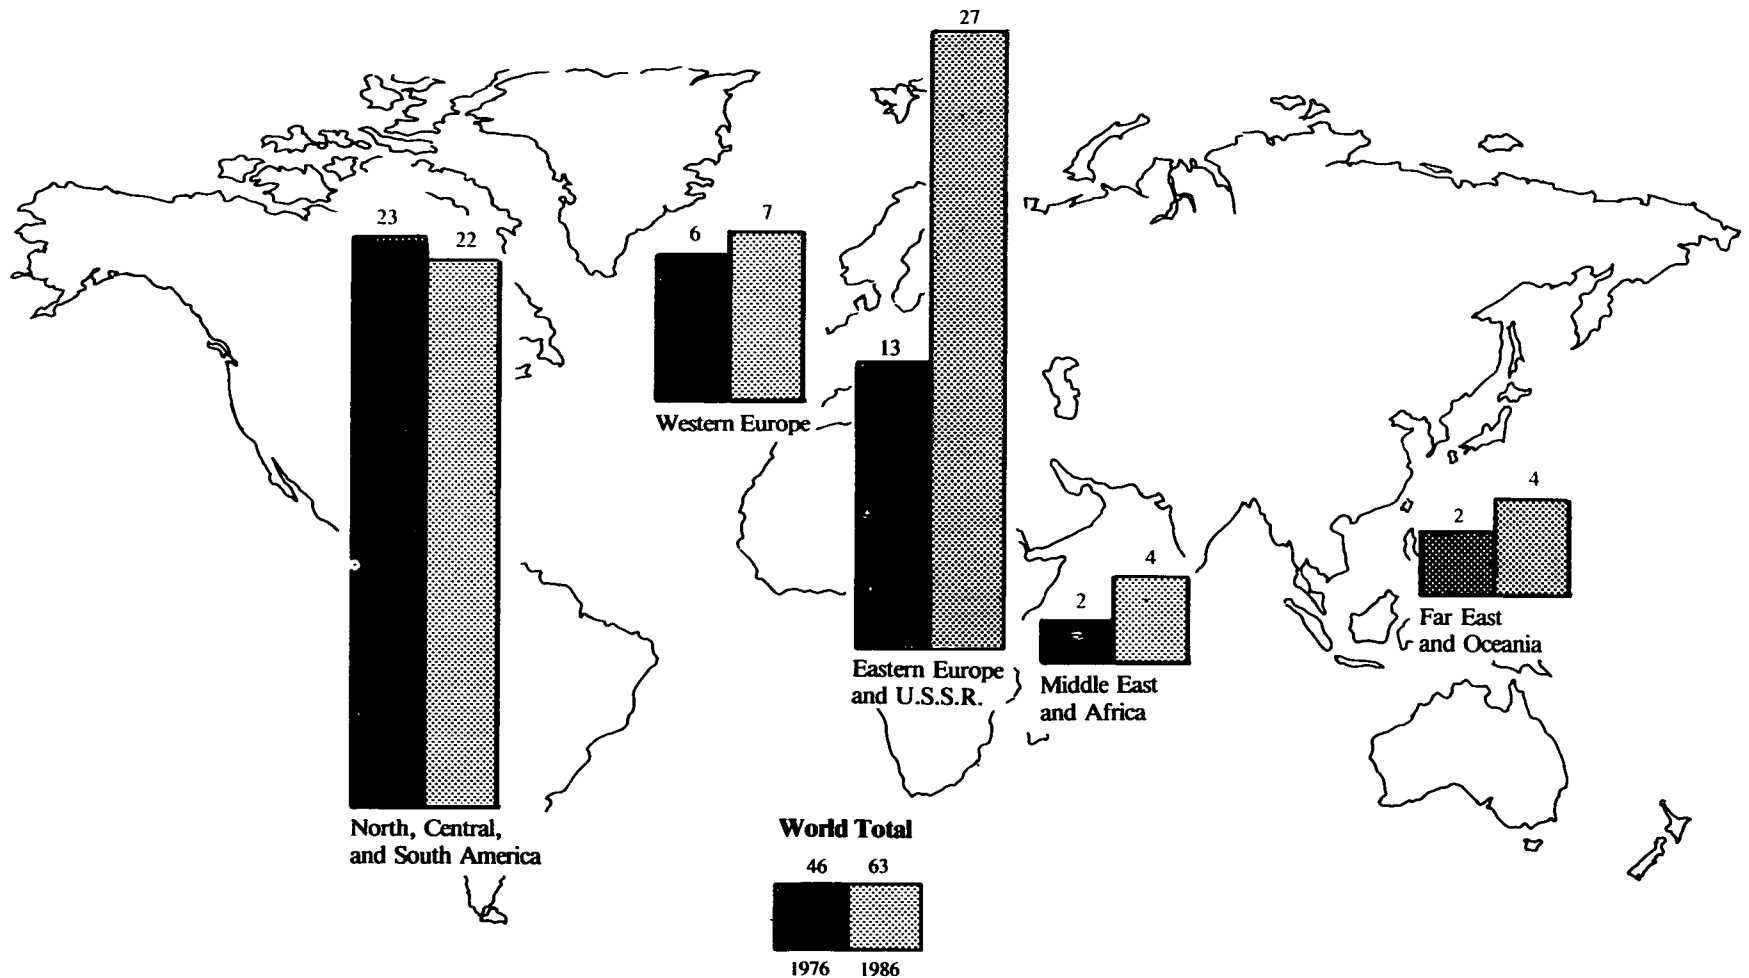 27
23
22
6
7
13
Western Europe
4
2
4
2
Far East
and Oceania
Eastern Europe
and U.S.S.R.
Middle East
and Africa
North, Central,
and South America
World Total
46 63
1976 1986